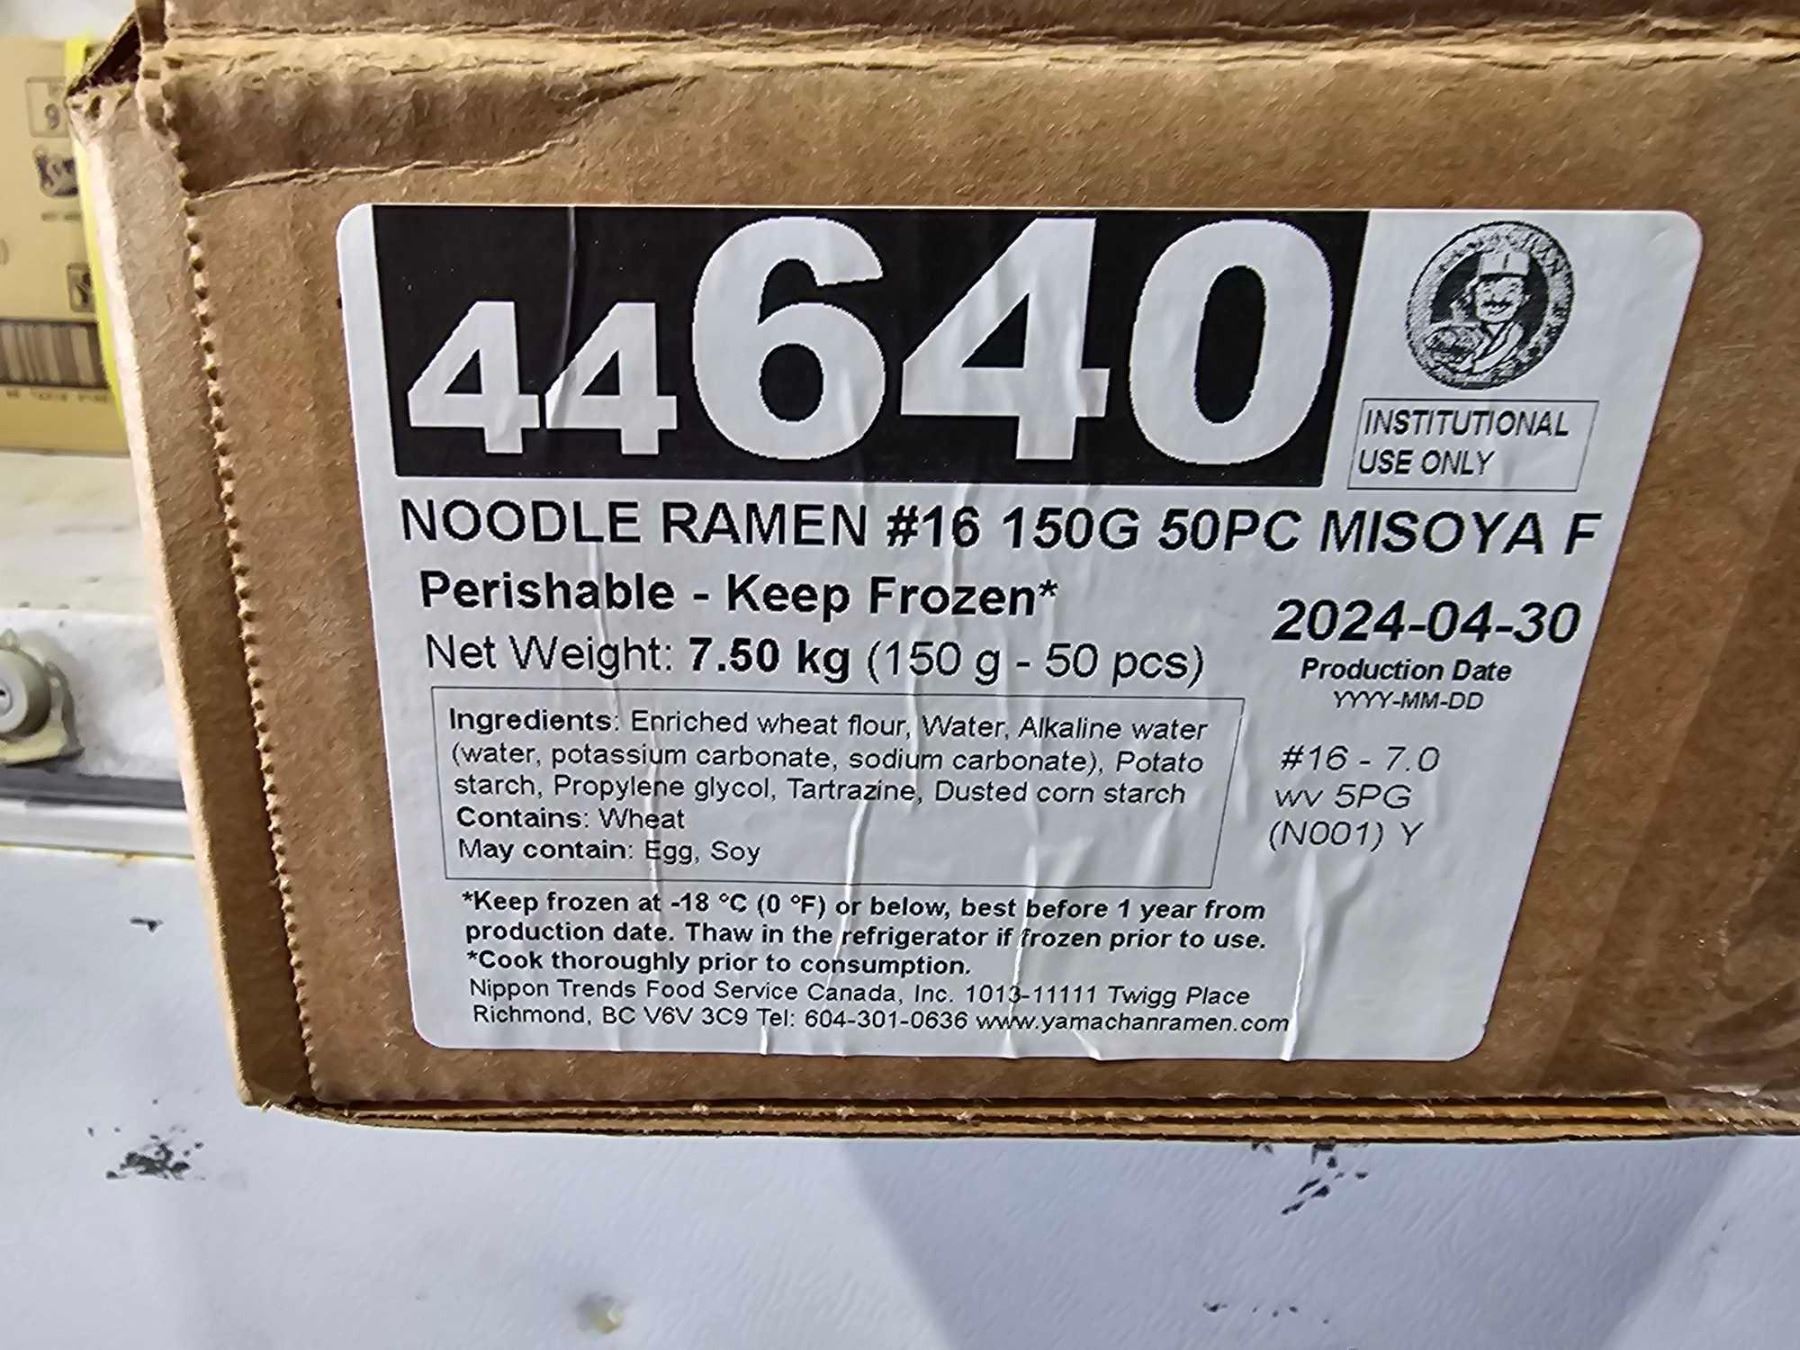 44640
INSTITUTIONAL
USE ONLY
NOODLE RAMEN #16 150G 50PC MISOYA F
Perishable - Keep Frozen*
Net Weight: 7.50 kg (150 g - 50 pcs)
2024-04-30
Production Date
YYYY-MM-DD
Ingredients: Enriched wheat flour, Water, Alkaline water
(water, potassium carbonate, sodium carbonate), Potato
starch, Propylene glycol, Tartrazine, Dusted corn starch
Contains: Wheat
May contain: Egg, Soy
#16 - 7.0
wv 5PG
(N001) Y
*Keep frozen at -18 °C (0 °F) or below, best before 1 year from
production date. Thaw in the refrigerator if frozen prior to use.
*Cook thoroughly prior to consumption.
Nippon Trends Food Service Canada, Inc. 1013-11111 Twigg Place
Richmond, BC V6V 3C9 Tel: 604-301-0636 www.yamachanramen.com
9